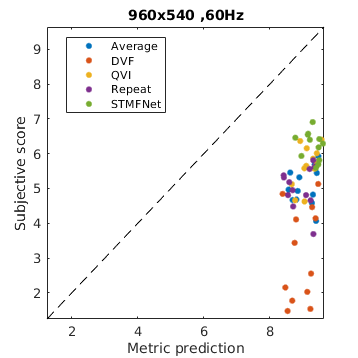 960x540 ,60Hz
Average
DVF
QVI
Repeat
STMFNet
Subjective score
9
8
7
6
5
4
3
2
2 4 6 8
Metric prediction